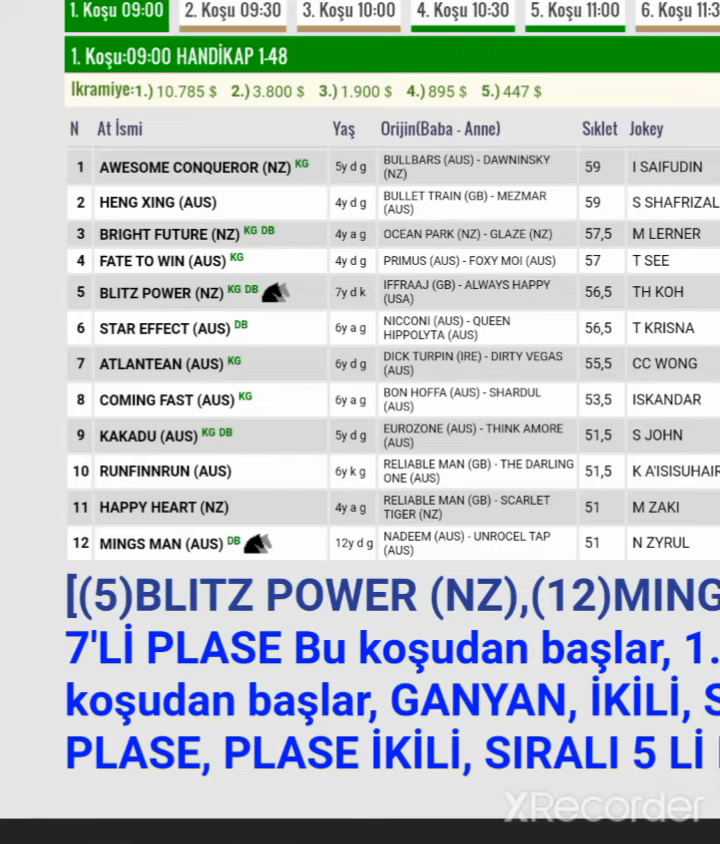 1. Koşu 09:00 2. Koşu 09:30 3. Koşu 10:00 4. Koşu 10:30 5. Koşu 11:00 6. Koşu 11:3
1. Koşu:09:00 HANDİKAP 1-48
Ikramiye:1.) 10.785 $ 2.) 3.800 $ 3.) 1.900 $ 4.) 895 $ 5.) 447 $
N At İsmi Yaş Orijin(Baba - Anne) Sıklet Jokey
1 AWESOME CONQUEROR (NZ) KG 5y d g BULLBARS (AUS) - DAWNINSKY (NZ) 59 I SAIFUDIN
2 HENG XING (AUS) 4y d g BULLET TRAIN (GB) - MEZMAR (AUS) 59 S SHAFRIZAL
3 BRIGHT FUTURE (NZ) KG DB 4y a g OCEAN PARK (NZ) - GLAZE (NZ) 57,5 M LERNER
4 FATE TO WIN (AUS) KG 4y d g PRIMUS (AUS) - FOXY MOI (AUS) 57 T SEE
5 BLITZ POWER (NZ) KG DB 7y d k IFFRAAJ (GB) - ALWAYS HAPPY (USA) 56,5 TH KOH
6 STAR EFFECT (AUS) DB 6y a g NICCONI (AUS) - QUEEN HIPPOLYTA (AUS) 56,5 T KRISNA
7 ATLANTEAN (AUS) KG 6y d g DICK TURPIN (IRE) - DIRTY VEGAS (AUS) 55,5 CC WONG
8 COMING FAST (AUS) KG 6y a g BON HOFFA (AUS) - SHARDUL (AUS) 53,5 ISKANDAR
9 KAKADU (AUS) KG DB 5y d g EUROZONE (AUS) - THINK AMORE (AUS) 51,5 S JOHN
10 RUNFINNRUN (AUS) 6y k g RELIABLE MAN (GB) - THE DARLING ONE (AUS) 51,5 K A'ISISUHAIR
11 HAPPY HEART (NZ) 4y a g RELIABLE MAN (GB) - SCARLET TIGER (NZ) 51 M ZAKI
12 MINGS MAN (AUS) DB 12y d g NADEEM (AUS) - UNROCEL TAP (AUS) 51 N ZYRUL
[(5)BLITZ POWER (NZ),(12)MING
7'Lİ PLASE Bu koşudan başlar, 1.
koşudan başlar, GANYAN, İKİLİ, S
PLASE, PLASE İKİLİ, SIRALI 5 Lİ
XRecorder